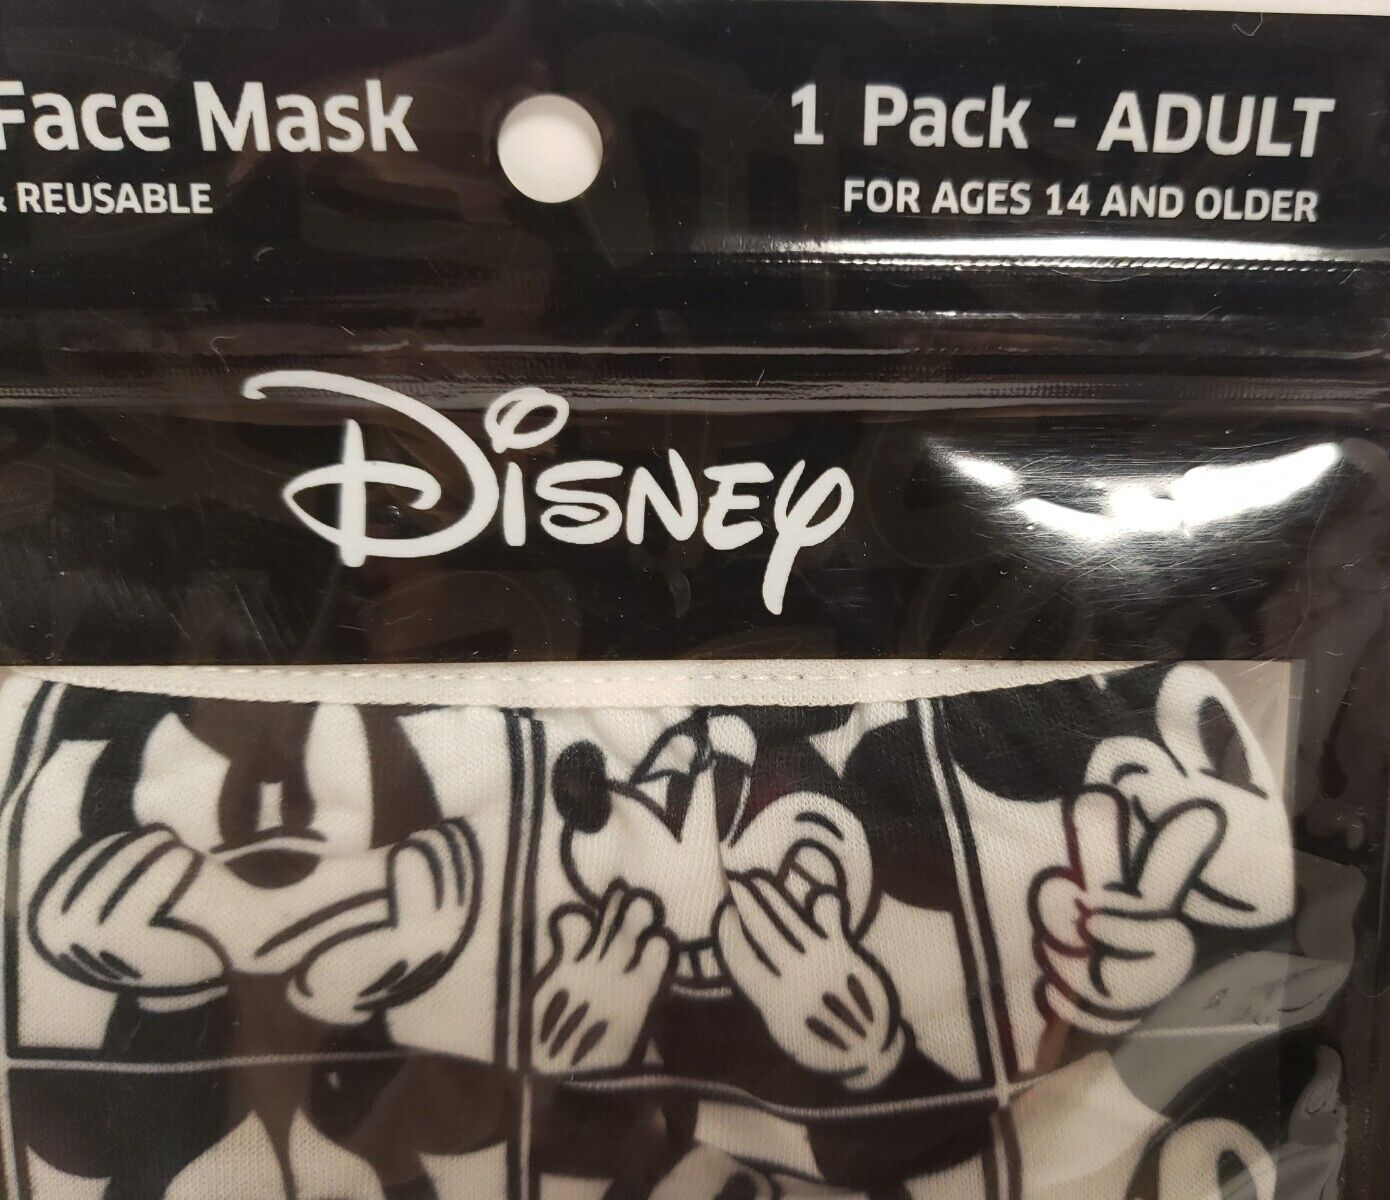 Face Mask
& REUSABLE
1 Pack - ADULT
FOR AGES 14 AND OLDER
Disney